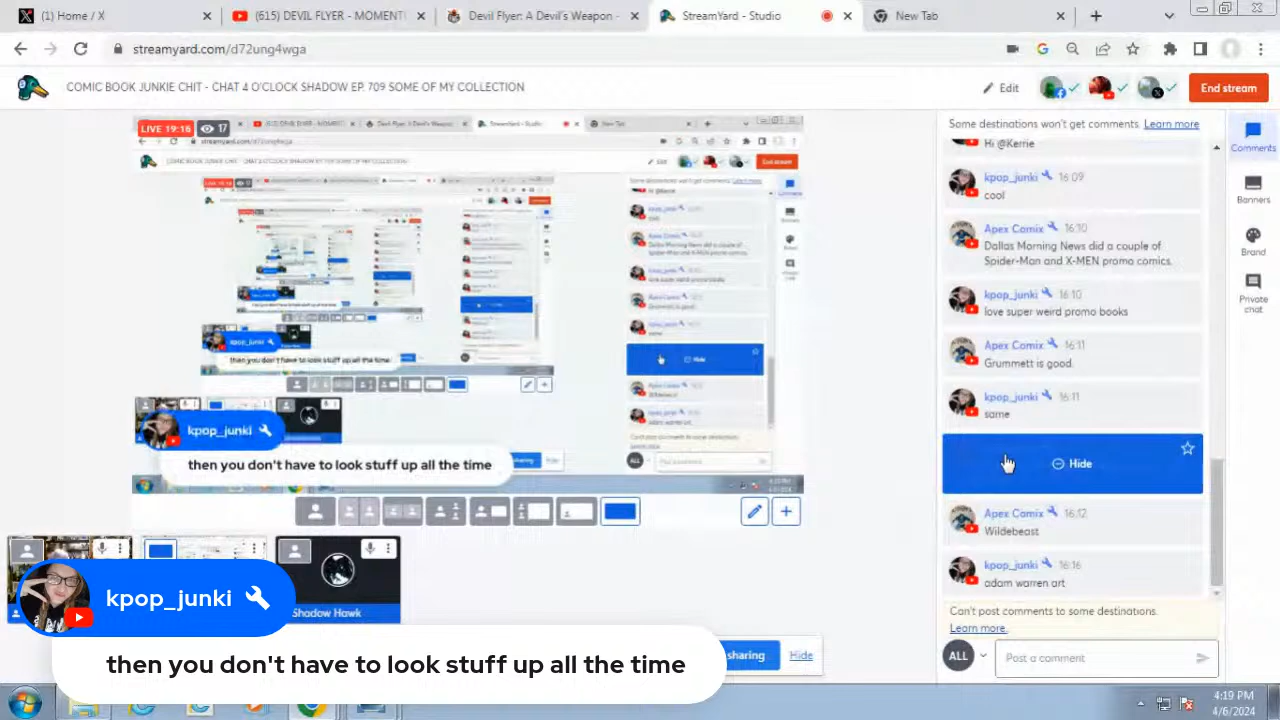 (1) Home / X
(615) DEVIL FLYER - MOMENT
Devil Flyer: A Devil's Weapon -
StreamYard - Studio
New Tab
streamyard.com/d72ung4wga
COMIC BOOK JUNKIE CHIT - CHAT 4 O'CLOCK SHADOW EP. 709 SOME OF MY COLLECTION
Edit
End stream
LIVE 19:16
17
Some destinations won't get comments. Learn more
Hi @Kerrie
kpop_junki 16:09
cool
Apex Comix 16:10
Dallas Morning News did a couple of
Spider-Man and X-MEN promo comics.
kpop_junki 16:10
love super weird promo books
Apex Comix 16:11
Grummett is good.
kpop_junki 16:11
same
Hide
Apex Comix 16:12
Wildebeast
kpop_junki 16:16
adam warren art
Can't post comments to some destinations.
Learn more.
ALL
Post a comment
Comments
Banners
Brand
Private
chat
kpop_junki
then you don't have to look stuff up all the time
Shadow Hawk
sharing
Hide
kpop_junki
then you don't have to look stuff up all the time
4:19 PM
4/6/2024